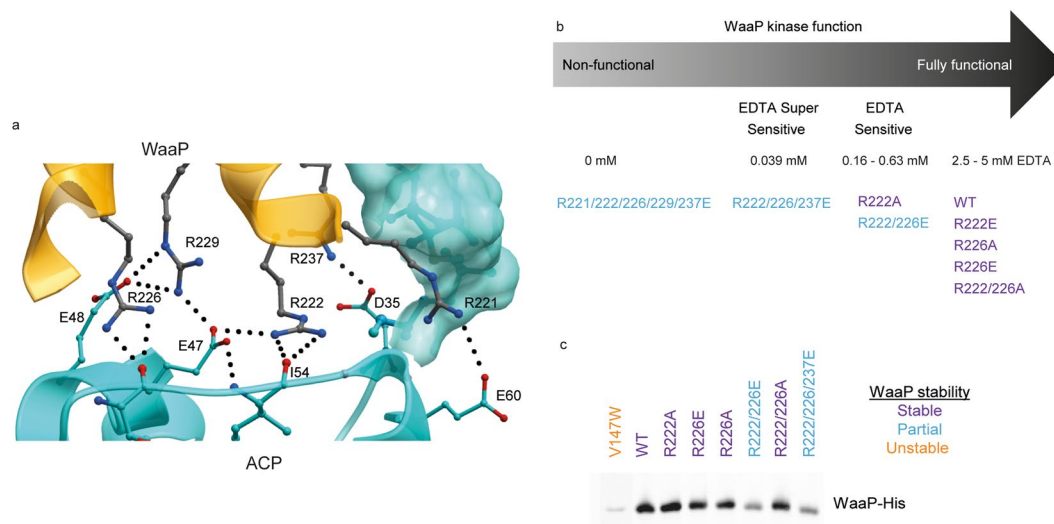 a
WaaP
R229
R237
R226
R222
D35
R221
E48
E47
I54
E60
ACP
b
WaaP kinase function
Non-functional
Fully functional
EDTA Super
Sensitive
EDTA
Sensitive
0 mM
0.039 mM
0.16 - 0.63 mM
2.5 - 5 mM EDTA
R221/222/226/229/237E
R222/226/237E
R222A
R222/226E
WT
R222E
R226A
R226E
R222/226A
c
V147W
WT
R222A
R226E
R226A
R222/226E
R222/226A
R222/226/237E
WaaP-His
WaaP stability
Stable
Partial
Unstable